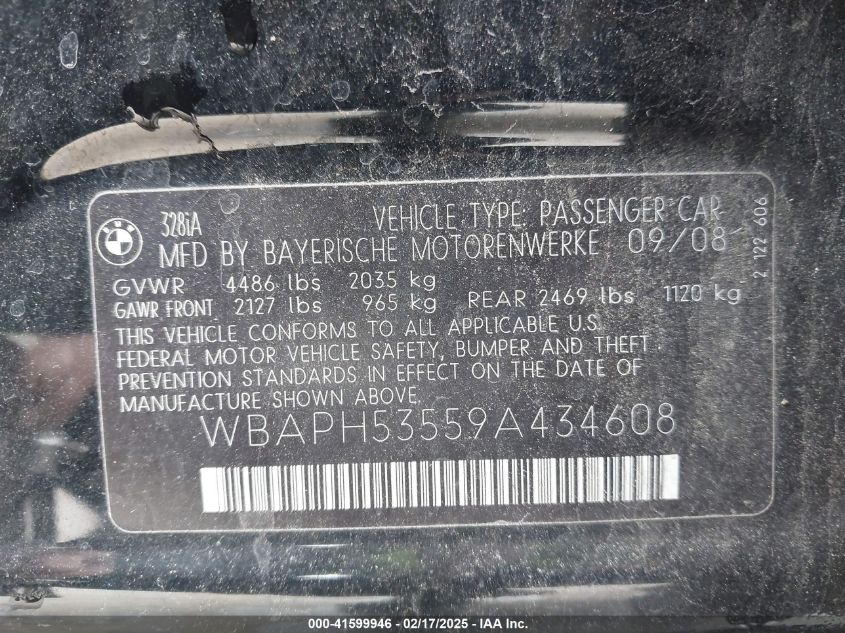 BMW
328iA
VEHICLE TYPE: PASSENGER CAR
MFD BY BAYERISCHE MOTORENWERKE 09/08
GVWR 4486 lbs 2035 kg
GAWR FRONT 2127 lbs 965 kg REAR 2469 lbs 1120 kg
THIS VEHICLE CONFORMS TO ALL APPLICABLE U.S.
FEDERAL MOTOR VEHICLE SAFETY, BUMPER AND THEFT
PREVENTION STANDARDS IN EFFECT ON THE DATE OF
MANUFACTURE SHOWN ABOVE.
WBAPH53559A434608
2 122 606
000-41599946 - 02/17/2025 - IAA Inc.